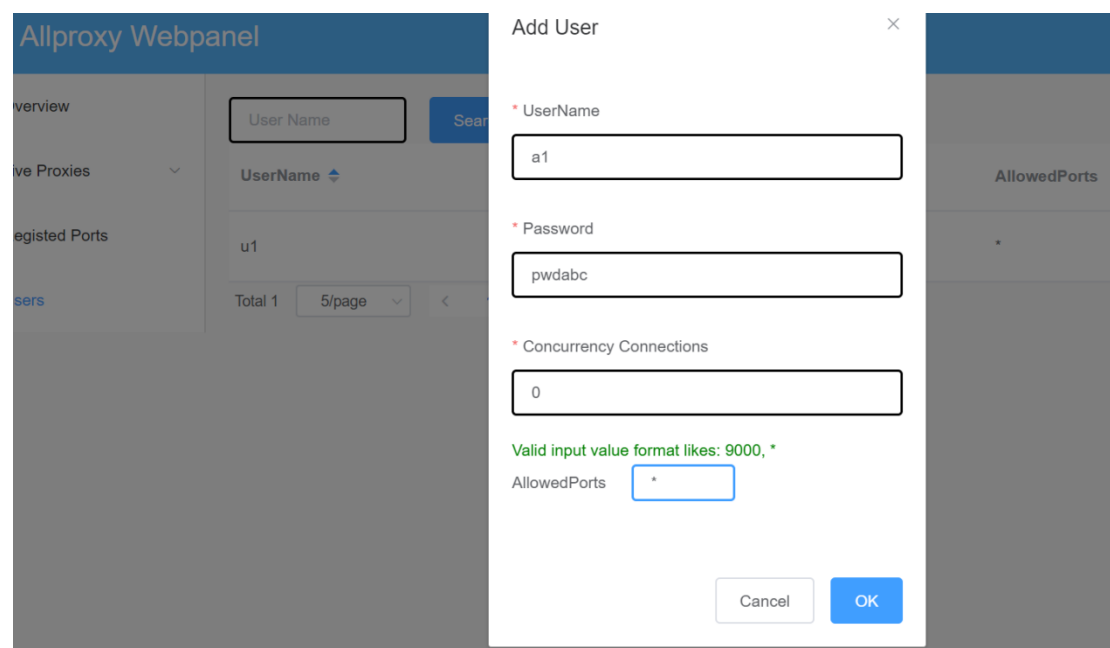 Allproxy Webpanel
Add User
verview
User Name
Sear
* UserName
a1
ive Proxies
UserName
AllowedPorts
egisted Ports
* Password
u1
*
pwdabc
sers
Total 1
5/page
<
* Concurrency Connections
0
Valid input value format likes: 9000, *
AllowedPorts
*
Cancel
OK